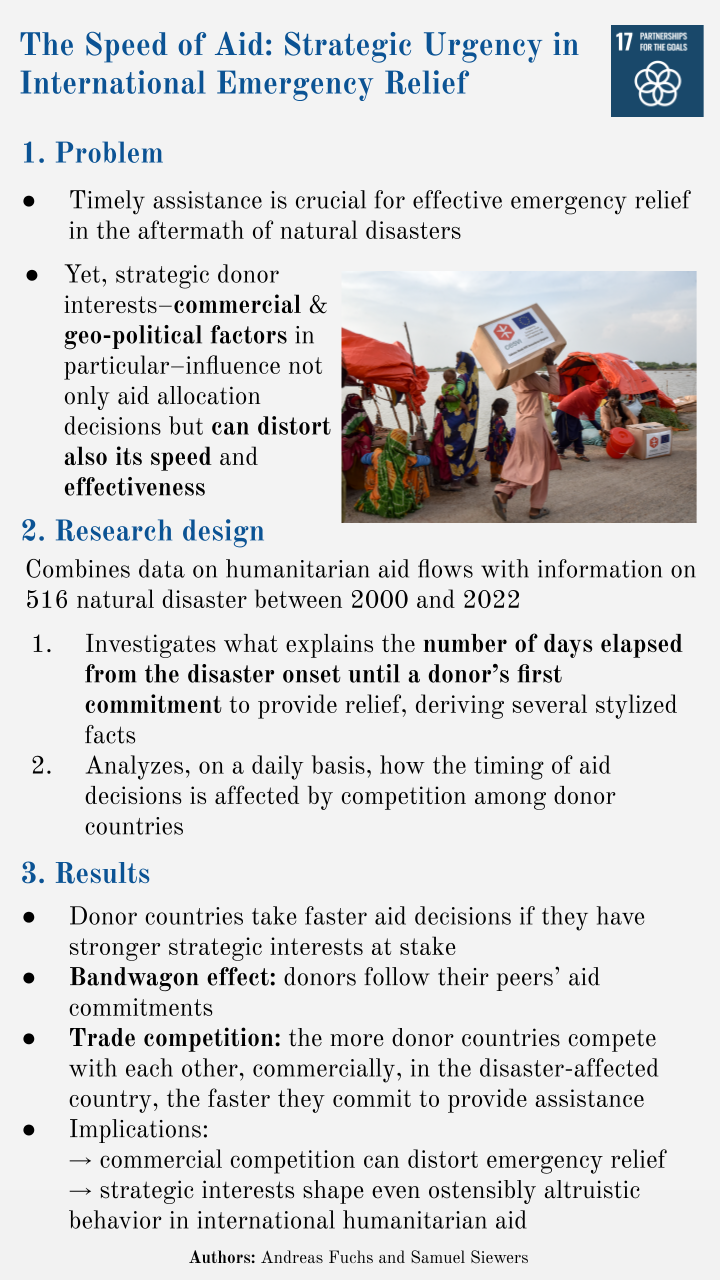 The Speed of Aid: Strategic Urgency in
International Emergency Relief
17 PARTNERSHIPS
FOR THE GOALS
1. Problem
● Timely assistance is crucial for effective emergency relief
in the aftermath of natural disasters
● Yet, strategic donor
interests–commercial &
geo-political factors in
particular–influence not
only aid allocation
decisions but can distort
also its speed and
effectiveness
2. Research design
Combines data on humanitarian aid flows with information on
516 natural disaster between 2000 and 2022
1. Investigates what explains the number of days elapsed
from the disaster onset until a donor’s first
commitment to provide relief, deriving several stylized
facts
2. Analyzes, on a daily basis, how the timing of aid
decisions is affected by competition among donor
countries
3. Results
● Donor countries take faster aid decisions if they have
stronger strategic interests at stake
● Bandwagon effect: donors follow their peers’ aid
commitments
● Trade competition: the more donor countries compete
with each other, commercially, in the disaster-affected
country, the faster they commit to provide assistance
● Implications:
→ commercial competition can distort emergency relief
→ strategic interests shape even ostensibly altruistic
behavior in international humanitarian aid
Authors: Andreas Fuchs and Samuel Siewers